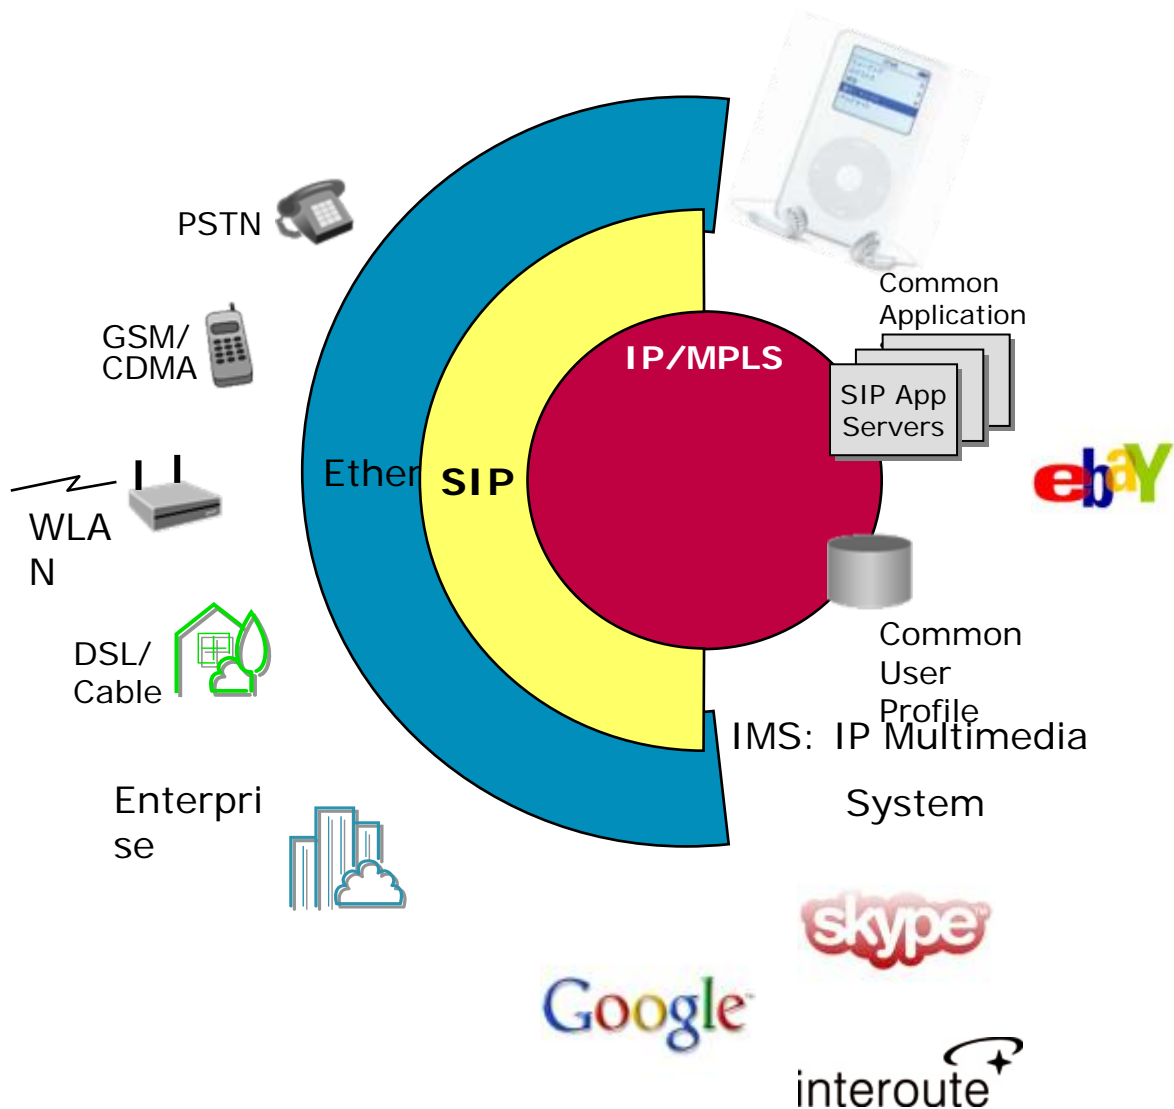 PSTN
GSM/
CDMA
WLA
N
DSL/
Cable
Enterpri
se
Ether
SIP
IP/MPLS
Common
Application
SIP App
Servers
ebaY
Common
User
Profile
IMS: IP Multimedia
System
skype
Google
interoute